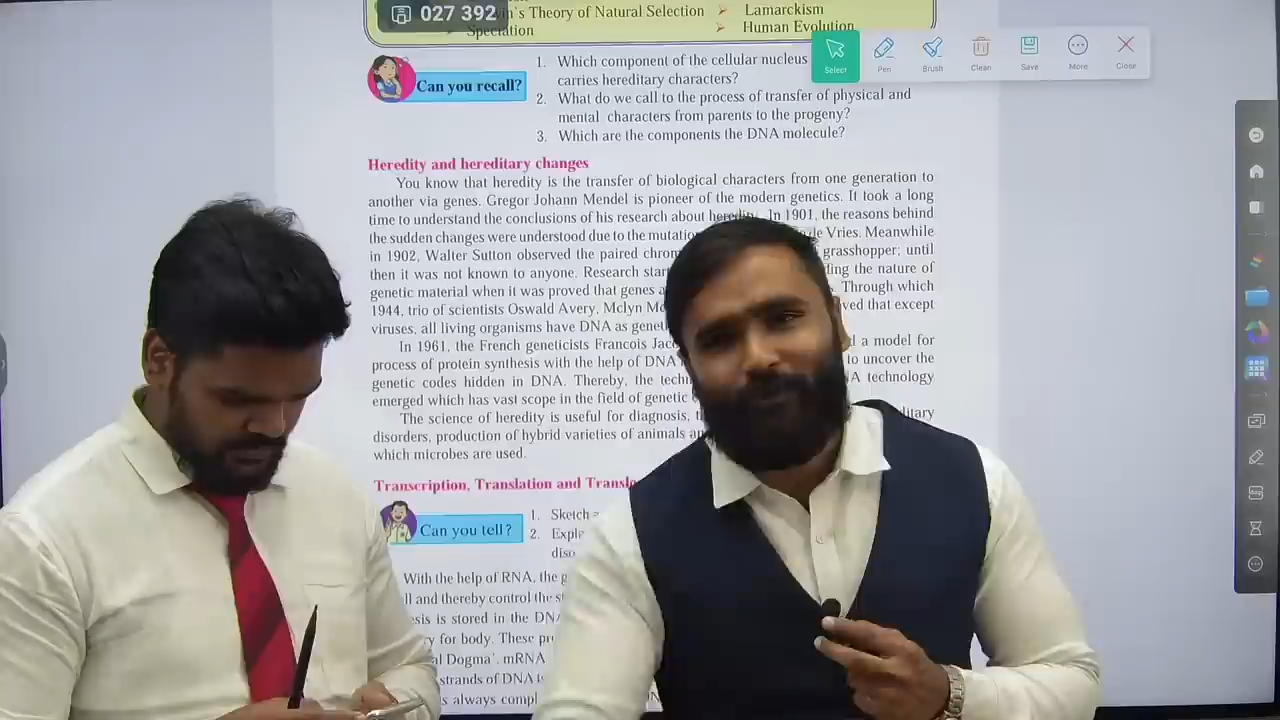 027 392
in's Theory of Natural Selection
Lamarckism
Speciation
Human Evolution
Select
Pen
Brush
Clean
Save
More
Close
Can you recall?
1. Which component of the cellular nucleus
carries hereditary characters?
2. What do we call to the process of transfer of physical and
mental characters from parents to the progeny?
3. Which are the components the DNA molecule?
Heredity and hereditary changes
You know that heredity is the transfer of biological characters from one generation to
another via genes. Gregor Johann Mendel is pioneer of the modern genetics. It took a long
time to understand the conclusions of his research about heredity. In 1901, the reasons behind
the sudden changes were understood due to the mutatio de Vries. Meanwhile
in 1902, Walter Sutton observed the paired chrom grasshopper; until
then it was not known to anyone. Research star ding the nature of
genetic material when it was proved that genes a Through which
1944, trio of scientists Oswald Avery, Mclyn Mc ved that except
viruses, all living organisms have DNA as genet
In 1961, the French geneticists Francois Jac d a model for
process of protein synthesis with the help of DNA to uncover the
genetic codes hidden in DNA. Thereby, the techn NA technology
emerged which has vast scope in the field of genetic
The science of heredity is useful for diagnosis, t ditary
disorders, production of hybrid varieties of animals an
which microbes are used.
Transcription, Translation and Transl
Can you tell?
1. Sketch
2. Expl
diso
With the help of RNA, the g
ll and thereby control the s
sis is stored in the DN
y for body. These pr
al Dogma'. mRNA
strands of DNA
s always compl